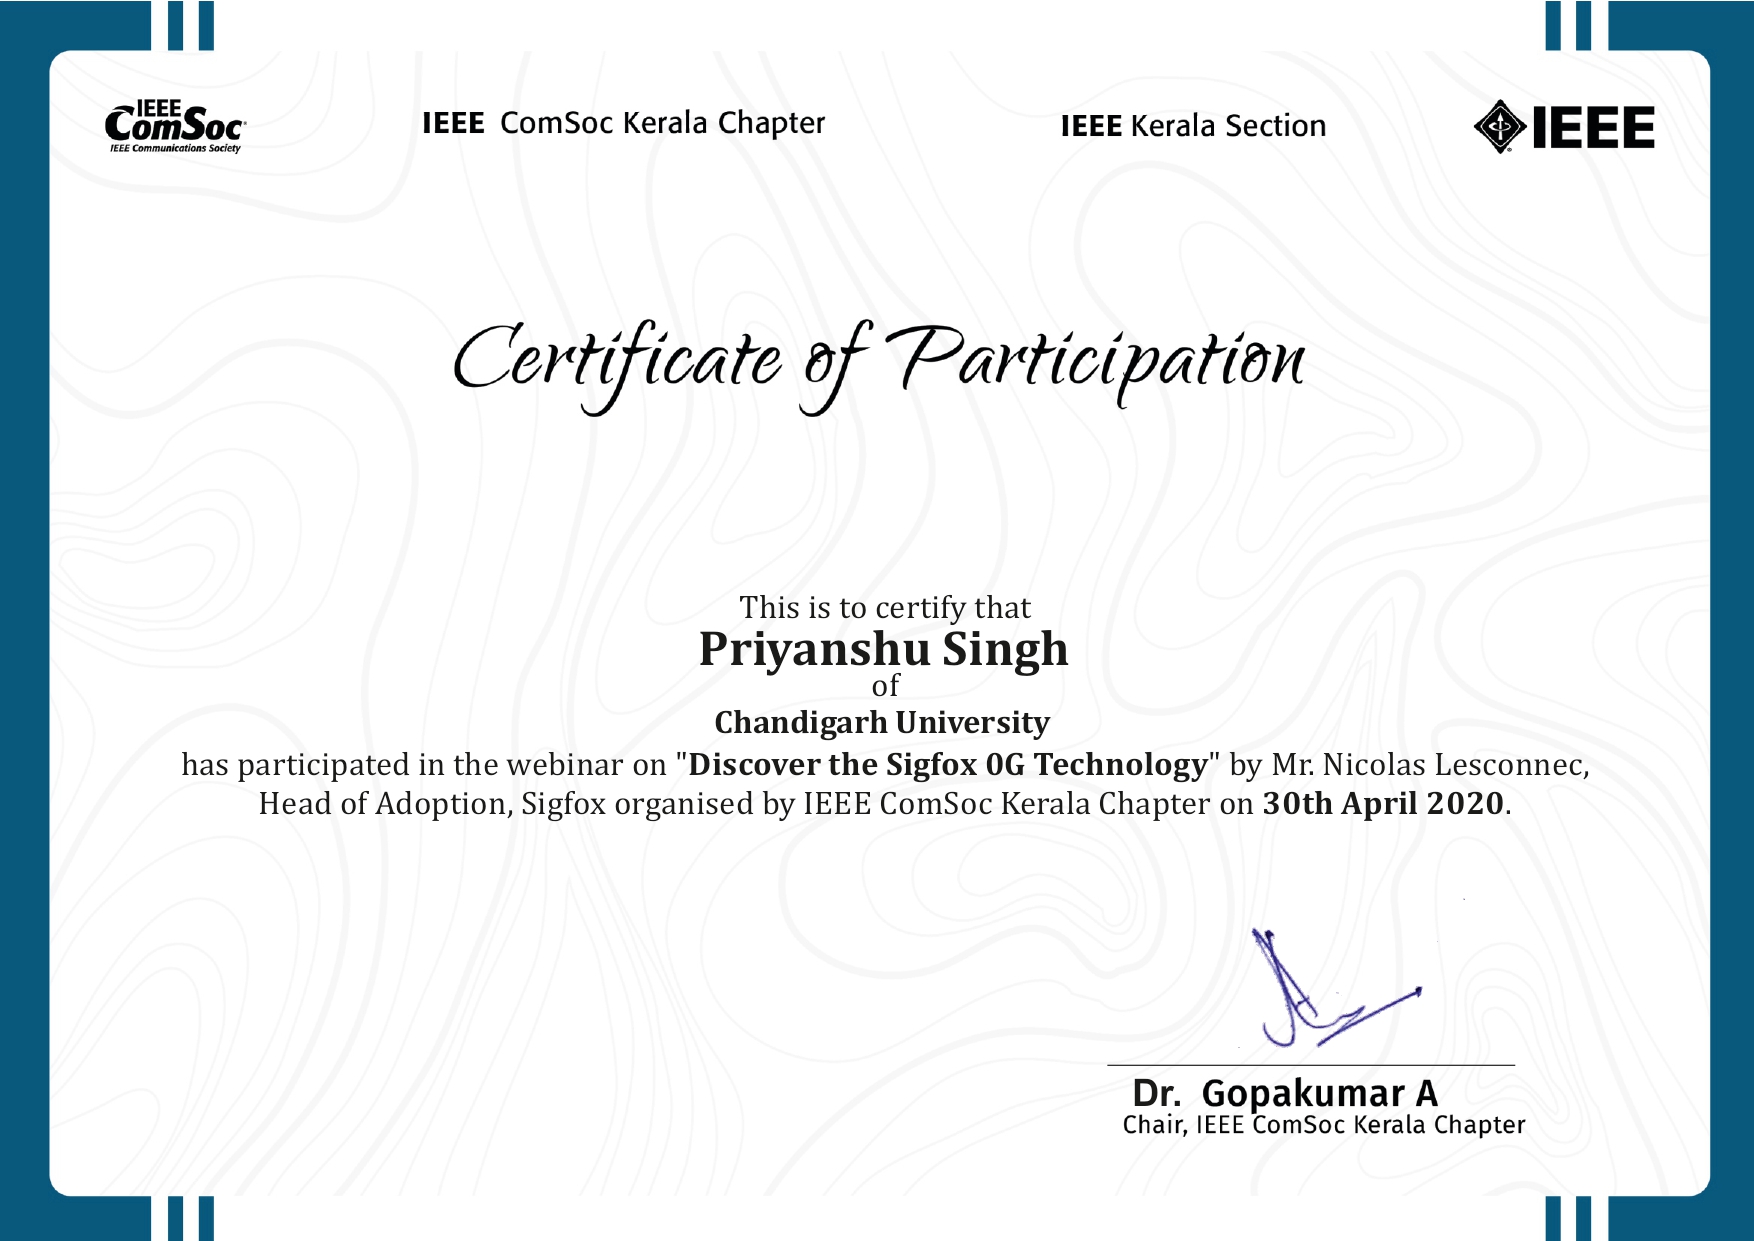 IEEE
ComSoc
IEEE Communications Society
IEEE ComSoc Kerala Chapter
IEEE Kerala Section
IEEE
Certificate of Participation
This is to certify that
Priyanshu Singh
of
Chandigarh University
has participated in the webinar on "Discover the Sigfox 0G Technology" by Mr. Nicolas Lesconnec,
Head of Adoption, Sigfox organised by IEEE ComSoc Kerala Chapter on 30th April 2020.
Dr. Gopakumar A
Chair, IEEE ComSoc Kerala Chapter